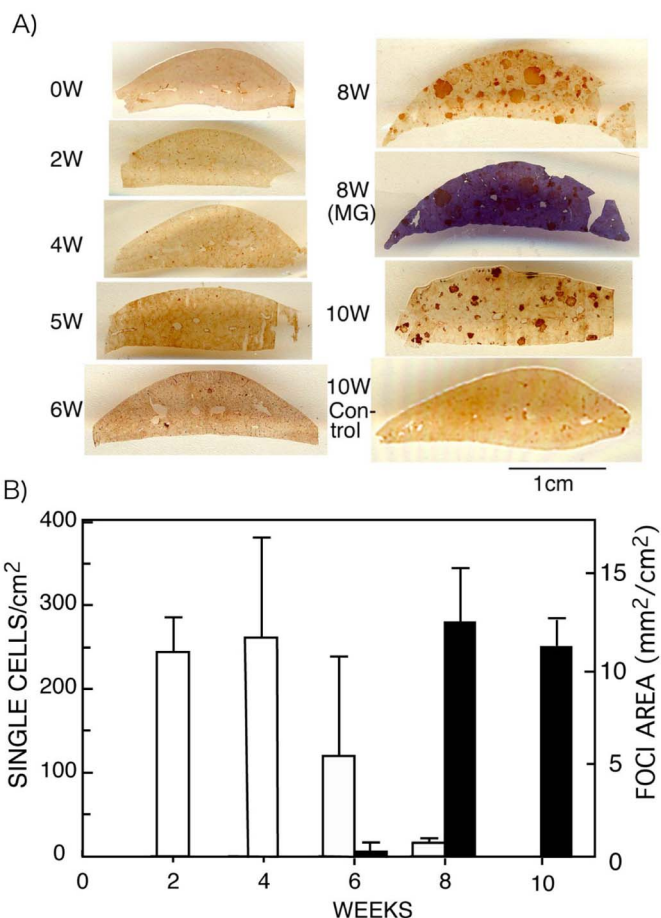 A)
0W
2W
4W
5W
6W
8W
8W
(MG)
10W
10W
Con-
trol
1cm
B)
SINGLE CELLS/cm²
400
300
200
100
0
FOCI AREA (mm²/cm²)
15
10
5
0
0 2 4 6 8 10
WEEKS